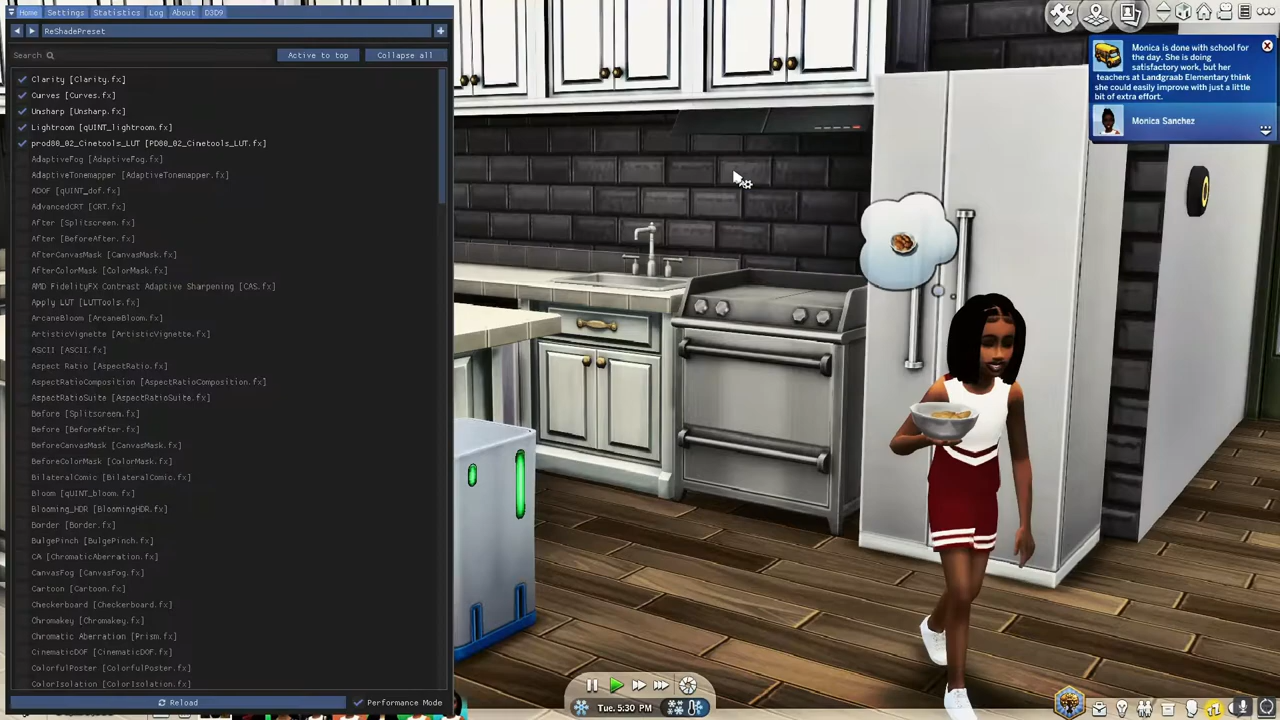 Home Settings Statistics Log About D3D9
ReShadePreset
Search Active to top Collapse all
Clarity [Clarity.fx]
Curves [Curves.fx]
Unsharp [Unsharp.fx]
Lightroom [qUINT_lightroom.fx]
prod80_02_Cinetools_LUT [PD80_02_Cinetools_LUT.fx]
AdaptiveFog [AdaptiveFog.fx]
AdaptiveTonemapper [AdaptiveTonemapper.fx]
ADOF [qUINT_dof.fx]
AdvancedCRT [CRT.fx]
After [Splitscreen.fx]
After [BeforeAfter.fx]
AfterCanvasMask [CanvasMask.fx]
AfterColorMask [ColorMask.fx]
AMD FidelityFX Contrast Adaptive Sharpening [CAS.fx]
Apply LUT [LUTTools.fx]
ArcaneBloom [ArcaneBloom.fx]
ArtisticVignette [ArtisticVignette.fx]
ASCII [ASCII.fx]
Aspect Ratio [AspectRatio.fx]
AspectRatioComposition [AspectRatioComposition.fx]
AspectRatioSuite [AspectRatioSuite.fx]
Before [Splitscreen.fx]
Before [BeforeAfter.fx]
BeforeCanvasMask [CanvasMask.fx]
BeforeColorMask [ColorMask.fx]
BilateralComic [BilateralComic.fx]
Bloom [qUINT_bloom.fx]
Blooming_HDR [BloomingHDR.fx]
Border [Border.fx]
BulgePinch [BulgePinch.fx]
CA [ChromaticAberration.fx]
CanvasFog [CanvasFog.fx]
Cartoon [Cartoon.fx]
Checkerboard [Checkerboard.fx]
Chromakey [Chromakey.fx]
Chromatic Aberration [Prism.fx]
CinematicDOF [CinematicDOF.fx]
ColorfulPoster [ColorfulPoster.fx]
ColorIsolation [ColorIsolation.fx]
Reload Performance Mode
Monica is done with school for
the day. She is doing
satisfactory work, but her
teachers at Landgraab Elementary think
she could easily improve with just a little
bit of extra effort.
Monica Sanchez
Tue. 5:30 PM